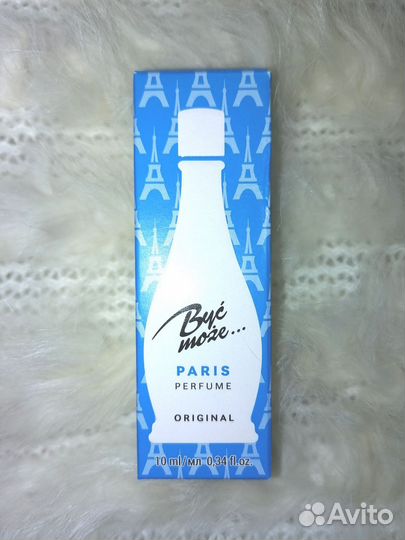 Być
może...
PARIS
PERFUME
ORIGINAL
10 ml/мл 0,34 fl.oz.
Avito